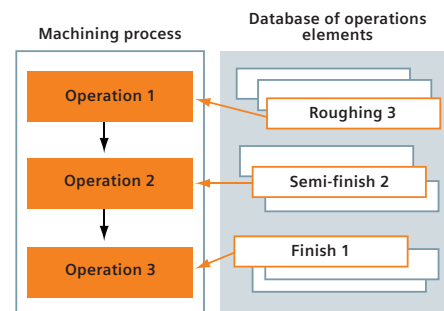 Machining process
Database of operations
elements
Operation 1
Roughing 3
Operation 2
Semi-finish 2
Operation 3
Finish 1